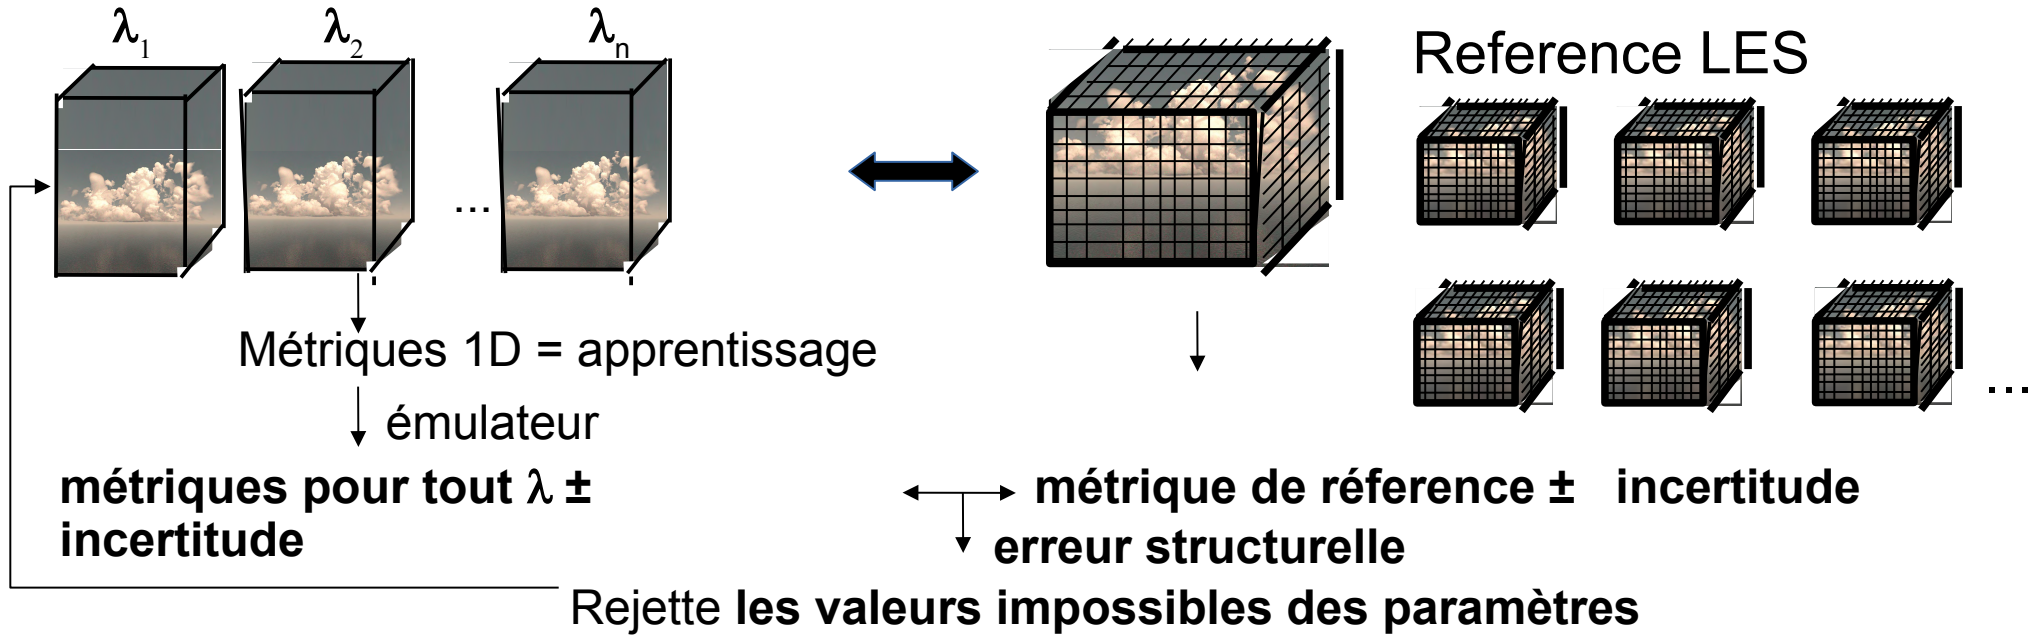 λ1 λ2 λn
Reference LES
...
Métriques 1D = apprentissage
...
émulateur
métriques pour tout λ ±
incertitude
métrique de réference ± incertitude
erreur structurelle
Rejette les valeurs impossibles des paramètres